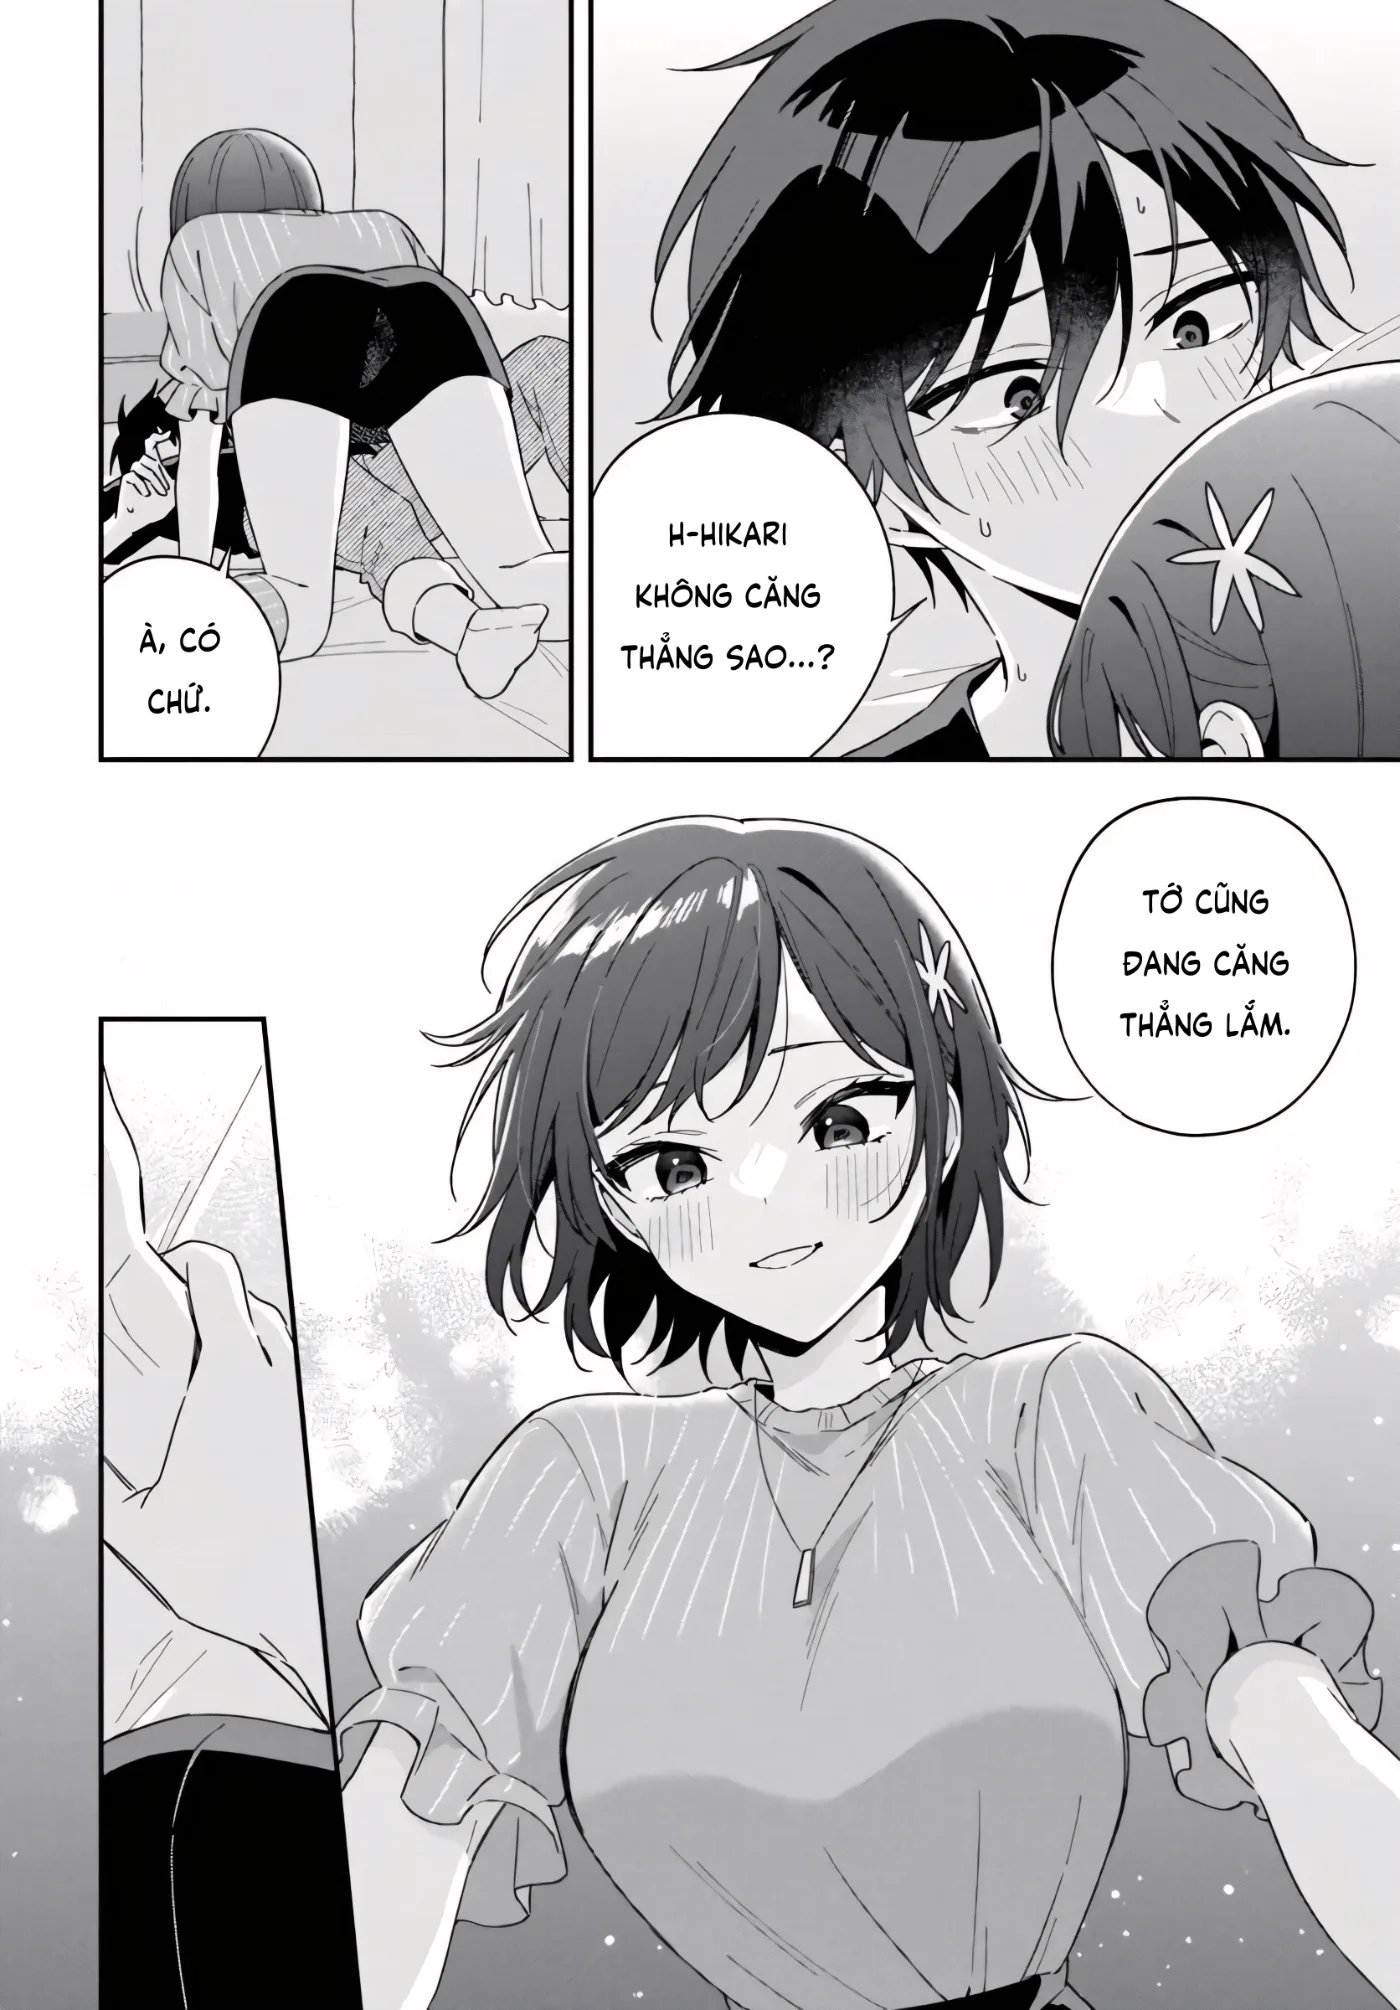 H-HIKARI
KHÔNG CĂNG
THẲNG SAO...?
À, CÓ
CHỨ.
TỚ CŨNG
ĐANG CĂNG
THẲNG LẮM.